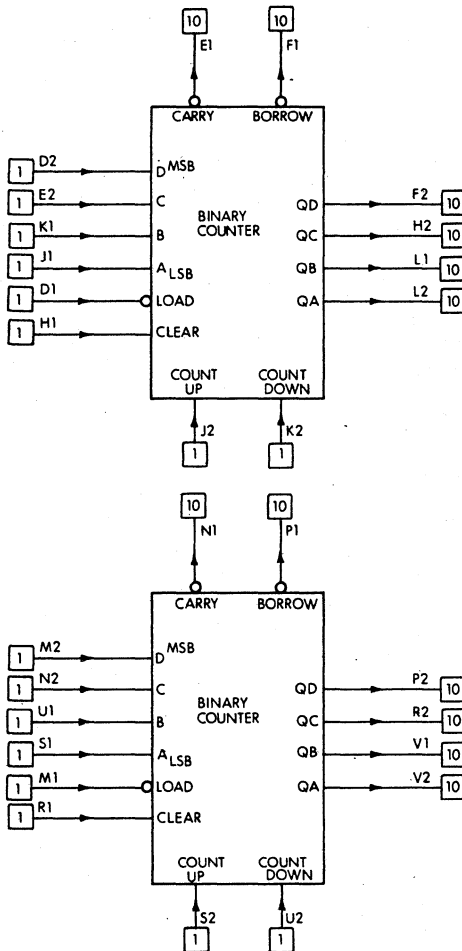 10 10
E1 F1
CARRY BORROW
1 D2 D MSB
1 E2 C QD F2 10
1 K1 B BINARY COUNTER QC H2 10
1 J1 A LSB QB L1 10
1 D1 LOAD QA L2 10
1 H1 CLEAR
COUNT UP COUNT DOWN
J2 K2
1 1
10 10
N1 P1
CARRY BORROW
1 M2 D MSB
1 N2 C QD P2 10
1 U1 B BINARY COUNTER QC R2 10
1 S1 A LSB QB V1 10
1 M1 LOAD QA V2 10
1 R1 CLEAR
COUNT UP COUNT DOWN
S2 U2
1 1